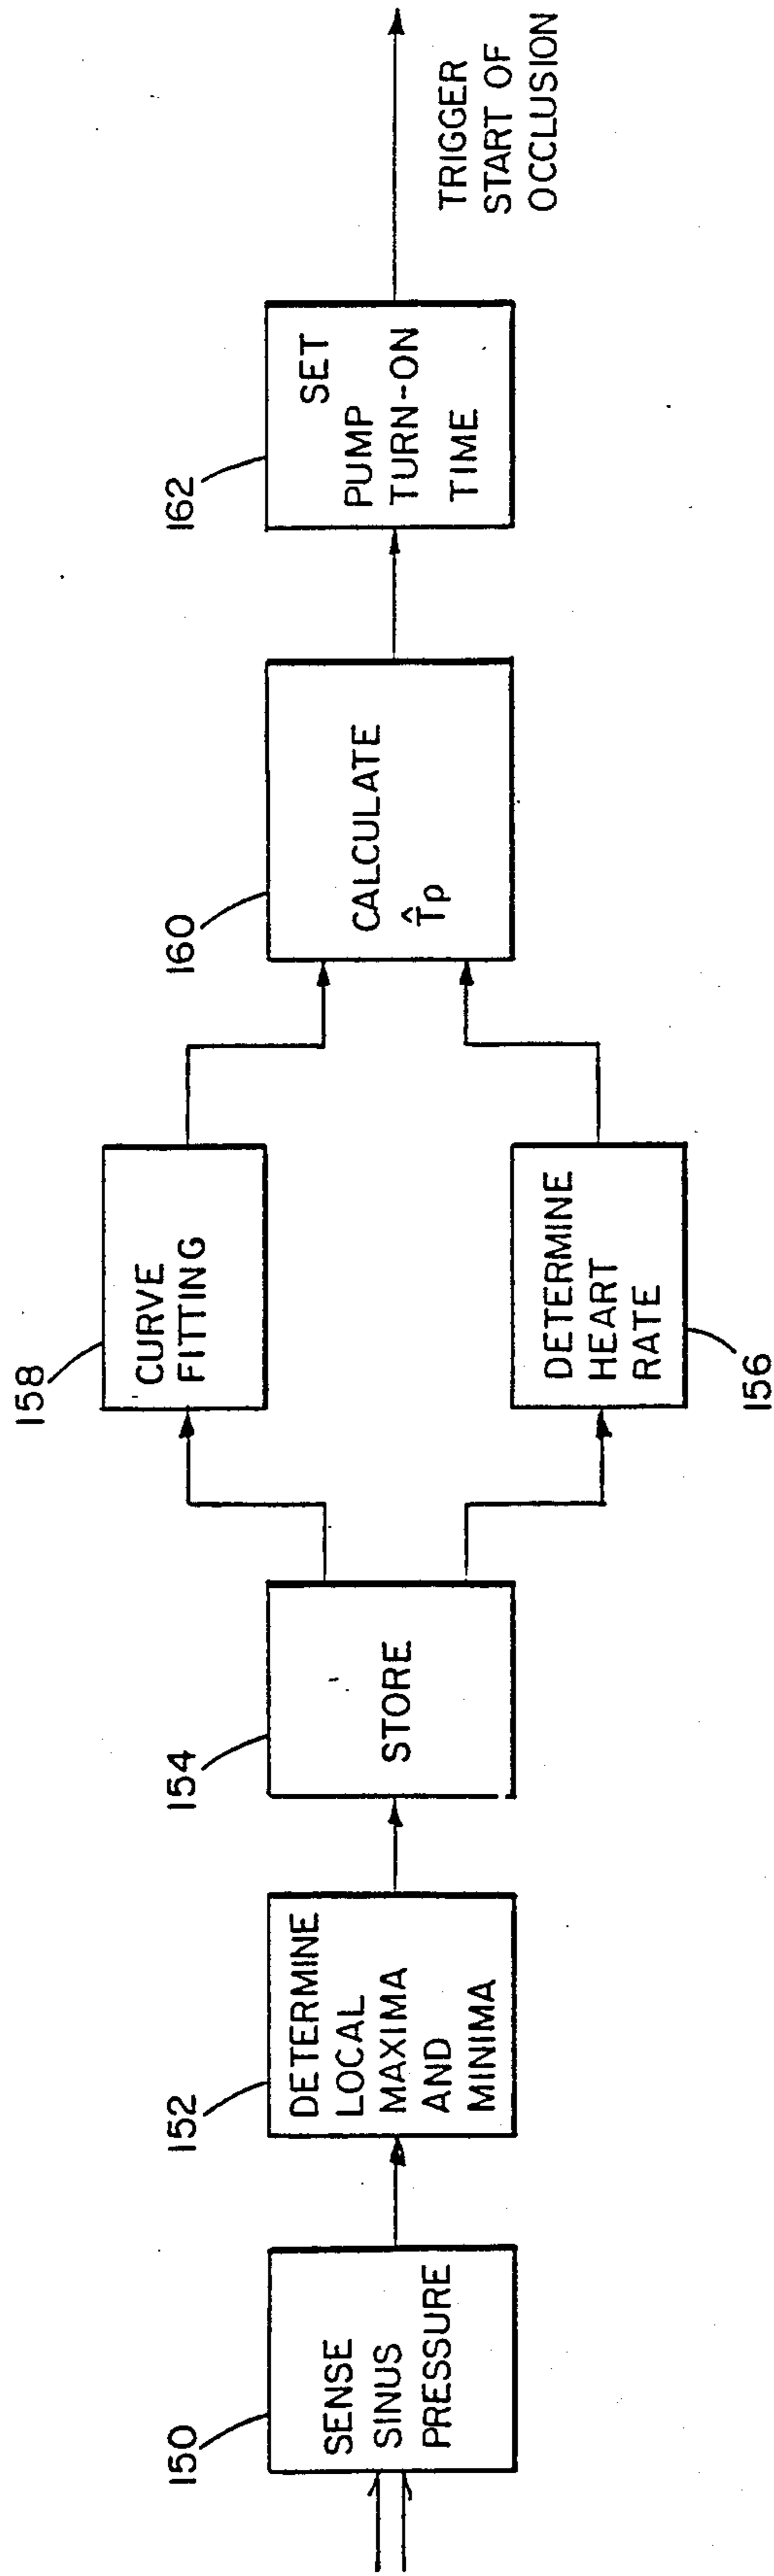 150
SENSE
SINUS
PRESSURE
152
DETERMINE
LOCAL
MAXIMA
AND
MINIMA
154
STORE
158
CURVE
FITTING
DETERMINE
HEART
RATE
156
160
CALCULATE
T̂p
162
SET
PUMP
TURN-ON
TIME
TRIGGER
START OF
OCCLUSION